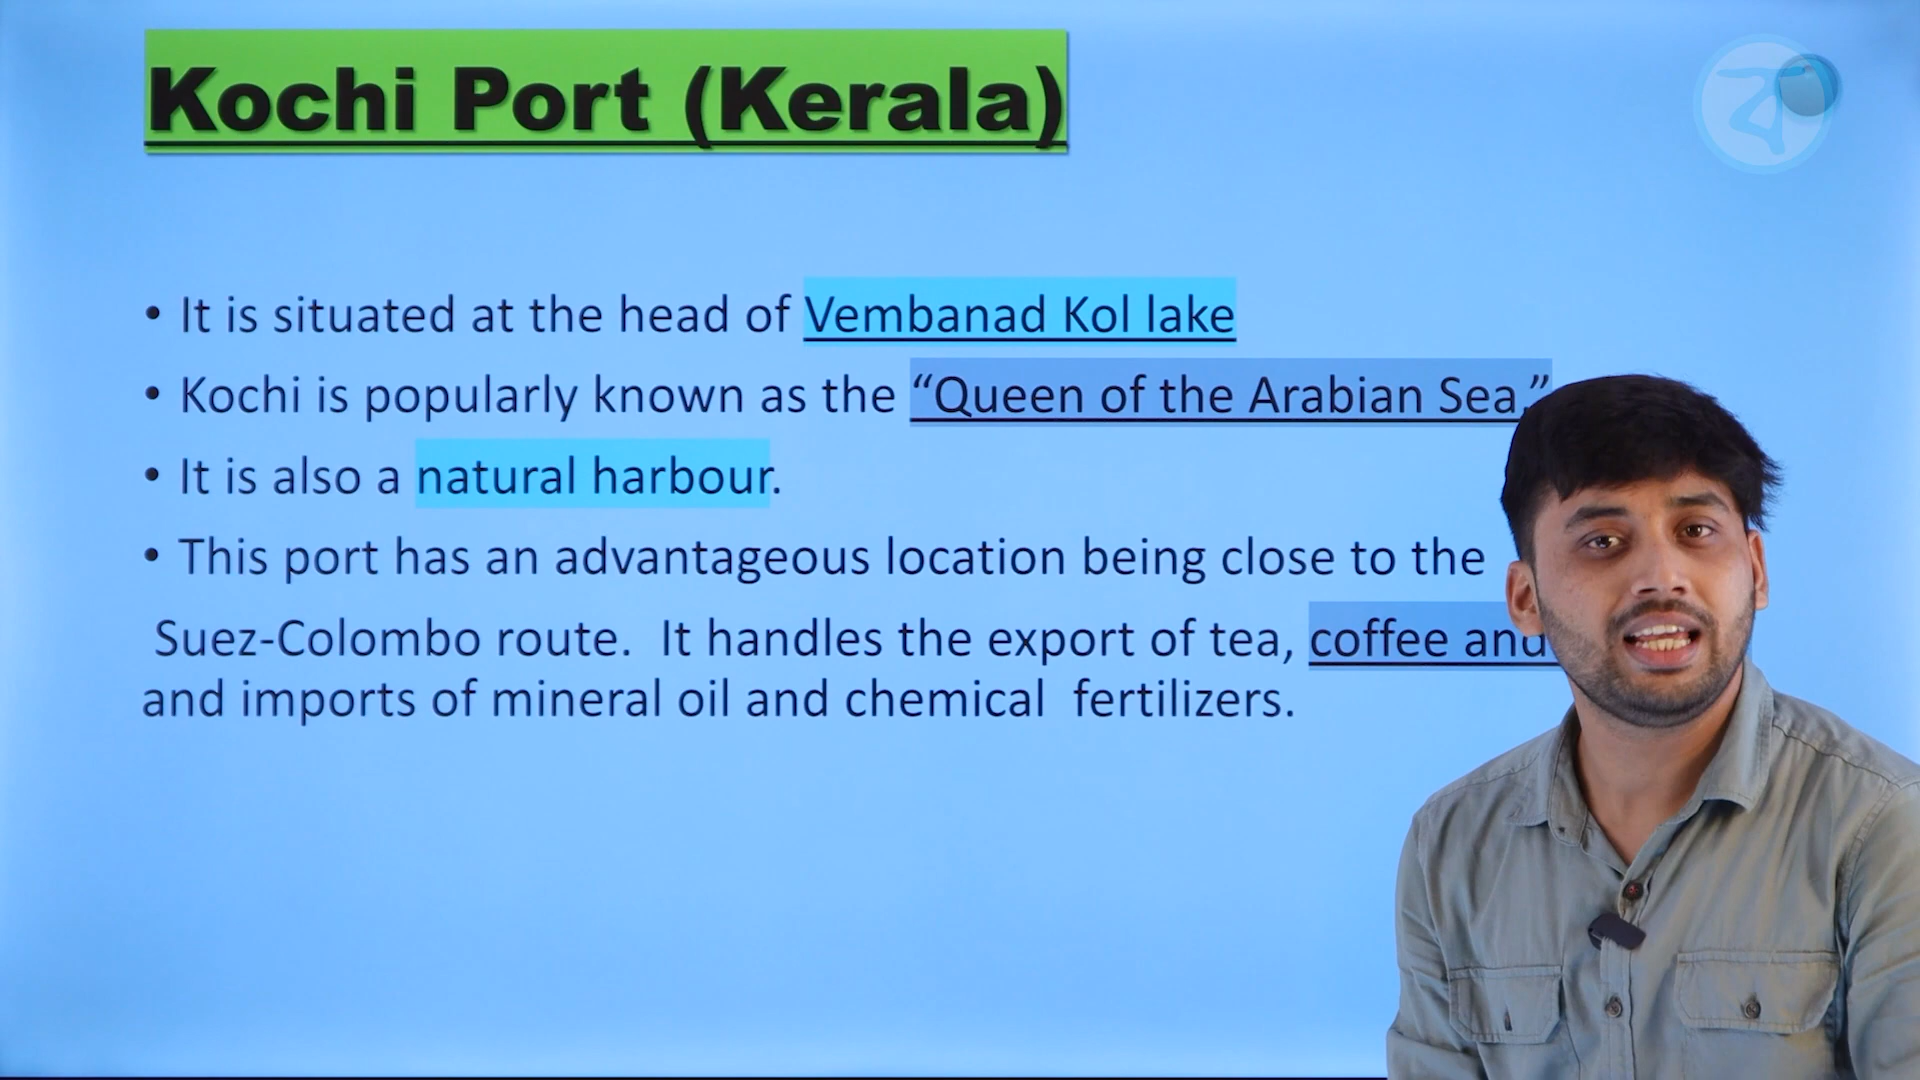 Kochi Port (Kerala)
• It is situated at the head of Vembanad Kol lake
• Kochi is popularly known as the “Queen of the Arabian Sea.”
• It is also a natural harbour.
• This port has an advantageous location being close to the
Suez-Colombo route. It handles the export of tea, coffee and
and imports of mineral oil and chemical fertilizers.
ক